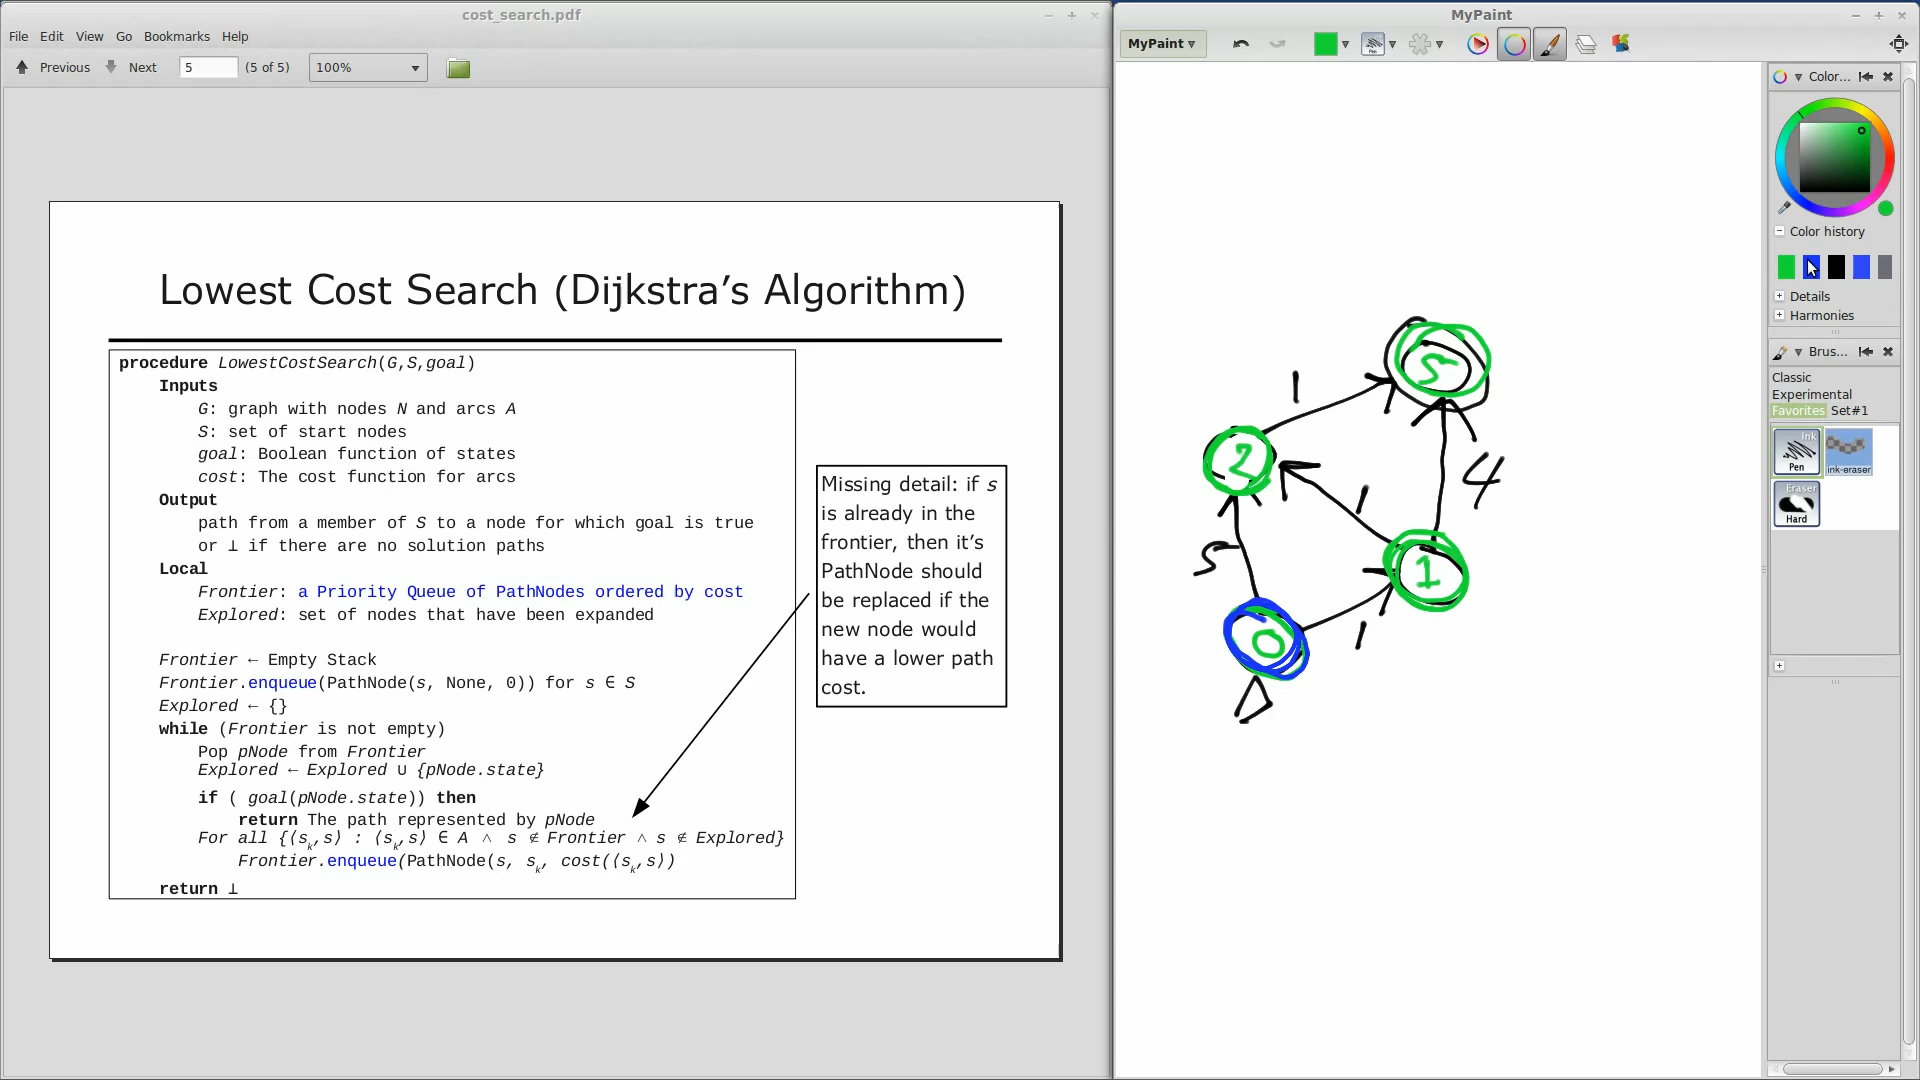 cost_search.pdf
File Edit View Go Bookmarks Help
Previous Next 5 (5 of 5) 100%
Lowest Cost Search (Dijkstra’s Algorithm)
procedure LowestCostSearch(G,S,goal)
Inputs
G: graph with nodes N and arcs A
S: set of start nodes
goal: Boolean function of states
cost: The cost function for arcs
Output
path from a member of S to a node for which goal is true
or ⊥ if there are no solution paths
Local
Frontier: a Priority Queue of PathNodes ordered by cost
Explored: set of nodes that have been expanded
Frontier ← Empty Stack
Frontier.enqueue(PathNode(s, None, 0)) for s ∈ S
Explored ← {}
while (Frontier is not empty)
Pop pNode from Frontier
Explored ← Explored ∪ {pNode.state}
if ( goal(pNode.state)) then
return The path represented by pNode
For all {⟨sk,s⟩ : ⟨sk,s⟩ ∈ A ∧ s ∉ Frontier ∧ s ∉ Explored}
Frontier.enqueue(PathNode(s, sk, cost(⟨sk,s⟩)
return ⊥
Missing detail: if s
is already in the
frontier, then it’s
PathNode should
be replaced if the
new node would
have a lower path
cost.
MyPaint
MyPaint
5
1
2
1
4
5
1
0
1
Color...
Color history
Details
Harmonies
Brus...
Classic
Experimental
Favorites Set#1
Ink
Pen
ink-eraser
Eraser
Hard